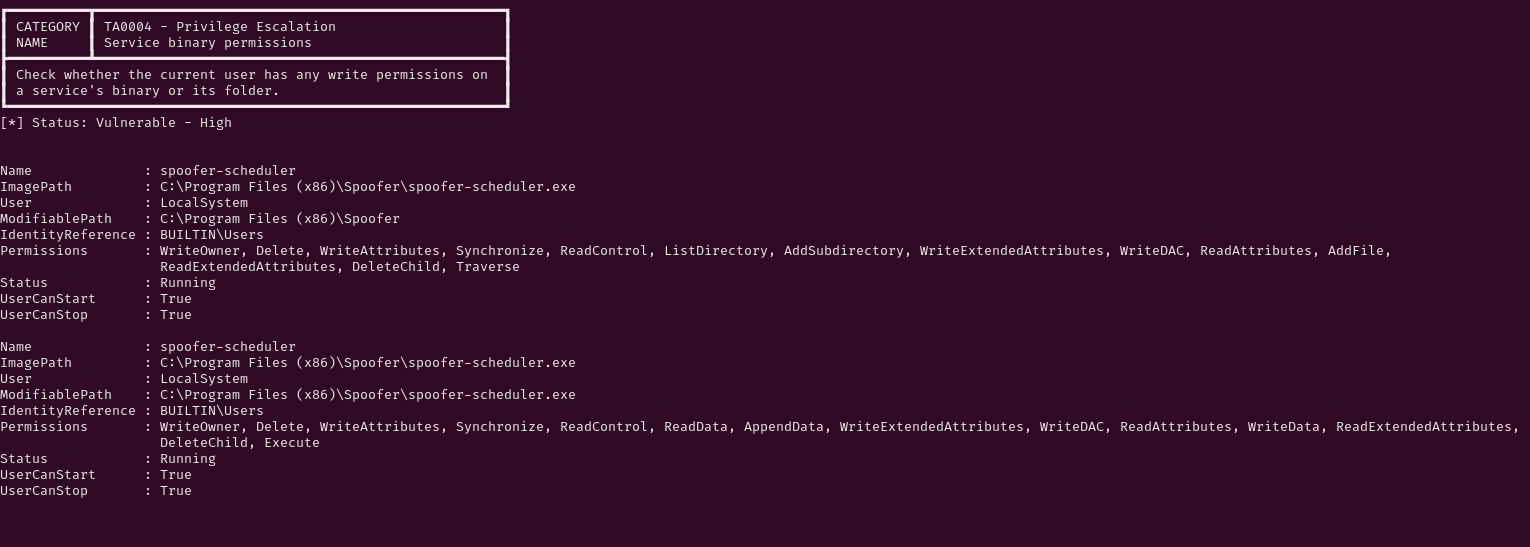 CATEGORY TA0004 - Privilege Escalation
NAME Service binary permissions
Check whether the current user has any write permissions on
a service's binary or its folder.
[*] Status: Vulnerable - High
Name : spoofer-scheduler
ImagePath : C:\Program Files (x86)\Spoofer\spoofer-scheduler.exe
User : LocalSystem
ModifiablePath : C:\Program Files (x86)\Spoofer
IdentityReference : BUILTIN\Users
Permissions : WriteOwner, Delete, WriteAttributes, Synchronize, ReadControl, ListDirectory, AddSubdirectory, WriteExtendedAttributes, WriteDAC, ReadAttributes, AddFile,
ReadExtendedAttributes, DeleteChild, Traverse
Status : Running
UserCanStart : True
UserCanStop : True
Name : spoofer-scheduler
ImagePath : C:\Program Files (x86)\Spoofer\spoofer-scheduler.exe
User : LocalSystem
ModifiablePath : C:\Program Files (x86)\Spoofer\spoofer-scheduler.exe
IdentityReference : BUILTIN\Users
Permissions : WriteOwner, Delete, WriteAttributes, Synchronize, ReadControl, ReadData, AppendData, WriteExtendedAttributes, WriteDAC, ReadAttributes, WriteData, ReadExtendedAttributes,
DeleteChild, Execute
Status : Running
UserCanStart : True
UserCanStop : True